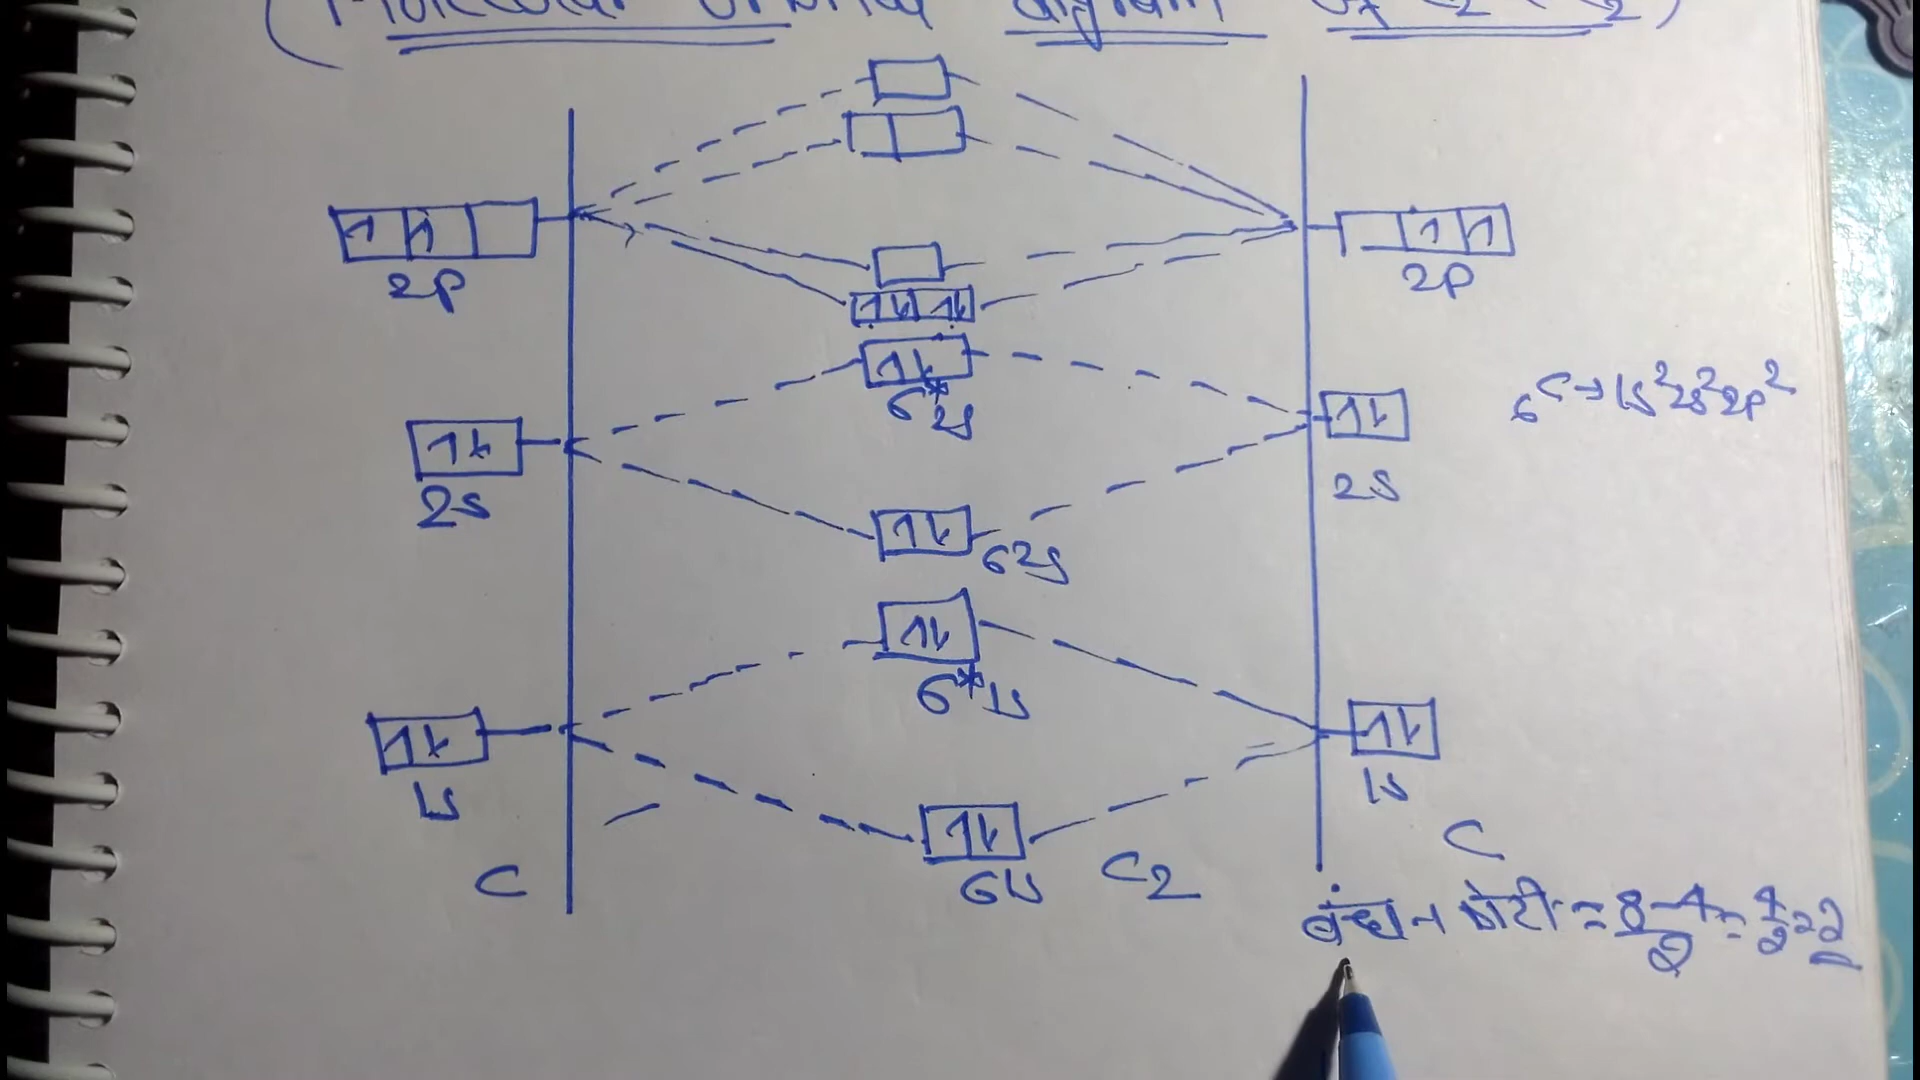 (Molecular
2P
2P
σ*2s
6C→1s²2s²2p²
2s
2s
σ2s
σ*1s
1s
1s
σ1s
C
C2
C
बंधन कोटी = 8-4/2 = 4/2 = 2